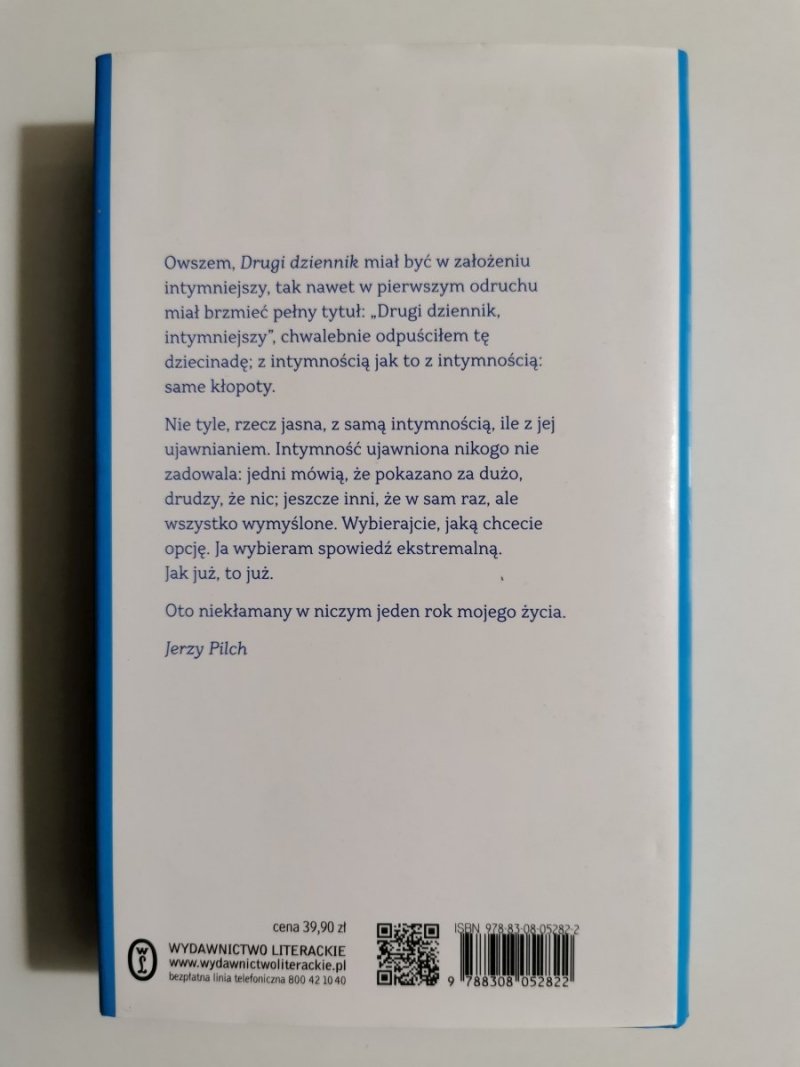 Owszem, Drugi dziennik miał być w założeniu
intymniejszy, tak nawet w pierwszym odruchu
miał brzmieć pełny tytuł: „Drugi dziennik,
intymniejszy”, chwalebnie odpuściłem tę
dziecinadę; z intymnością jak to z intymnością:
same kłopoty.
Nie tyle, rzecz jasna, z samą intymnością, ile z jej
ujawnianiem. Intymność ujawniona nikogo nie
zadowala: jedni mówią, że pokazano za dużo,
drudzy, że nic; jeszcze inni, że w sam raz, ale
wszystko wymyślone. Wybierajcie, jaką chcecie
opcję. Ja wybieram spowiedź ekstremalną.
Jak już, to już.
Oto niekłamany w niczym jeden rok mojego życia.
Jerzy Pilch
cena 39,90 zł
WYDAWNICTWO LITERACKIE
www.wydawnictwoliterackie.pl
bezpłatna linia telefoniczna 800 42 10 40
ISBN 978-83-08-05282-2
9 788308 052822